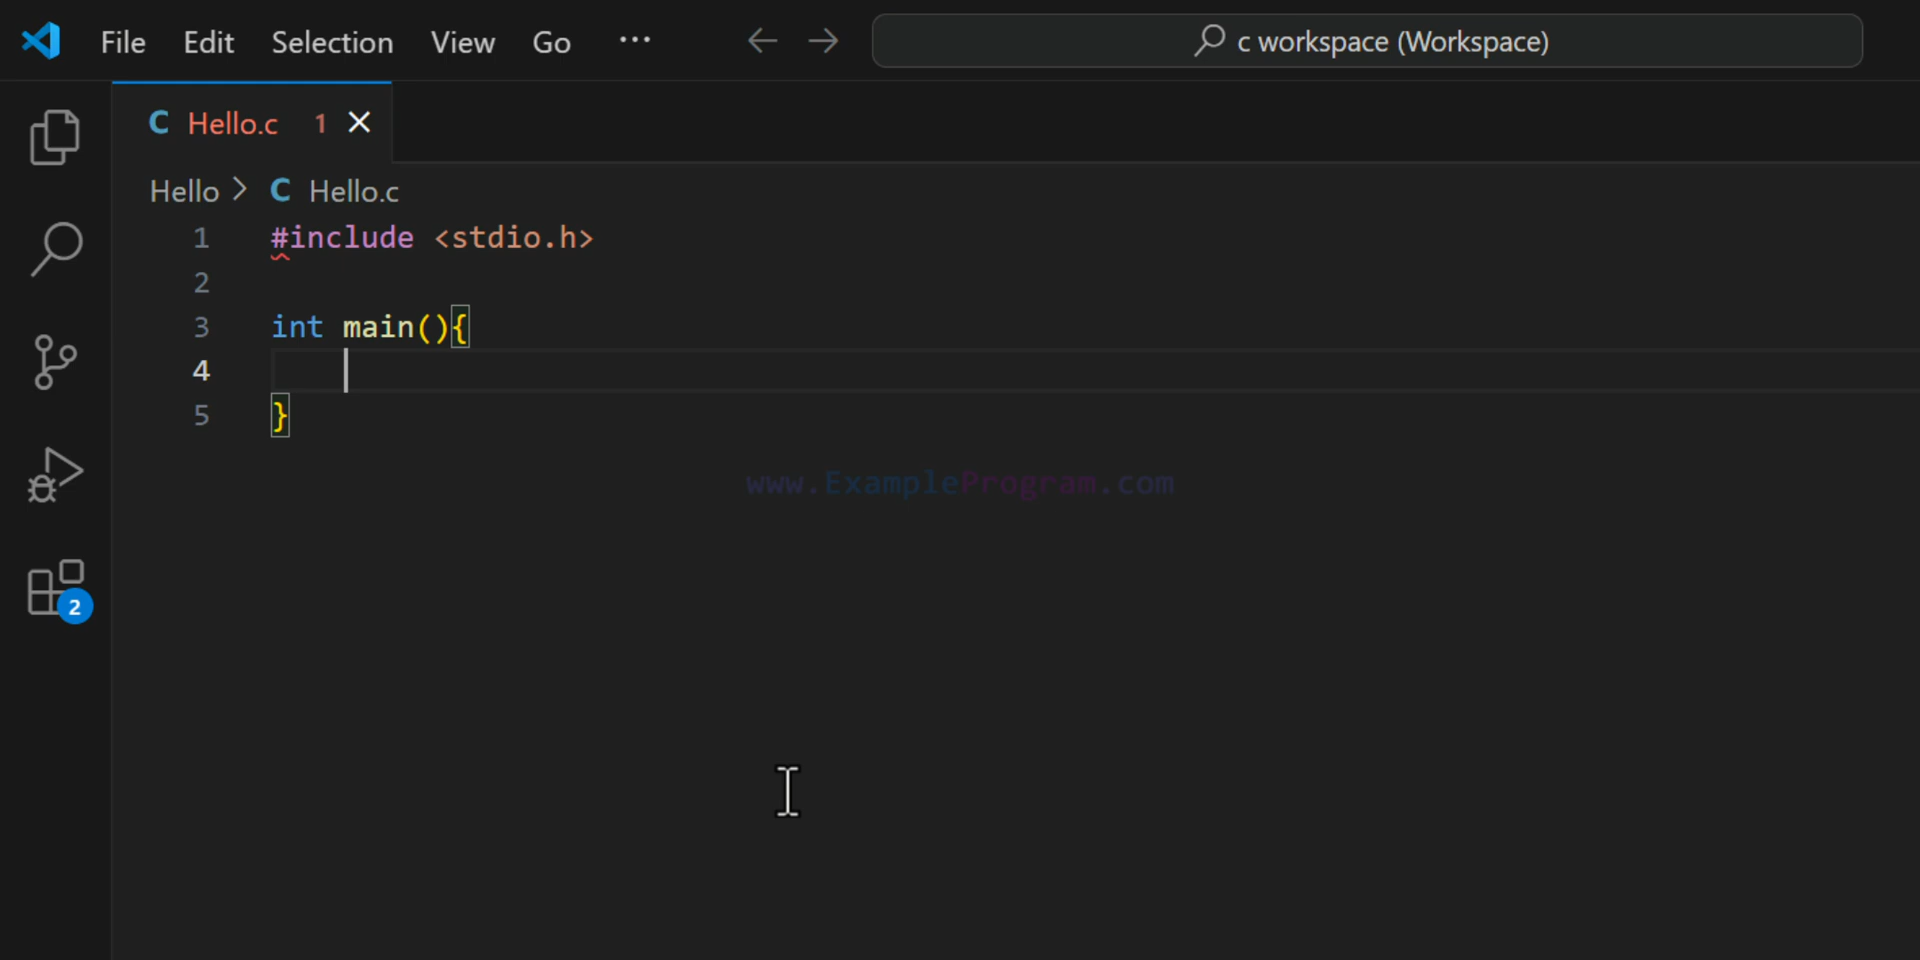 File Edit Selection View Go ··· c workspace (Workspace)
C Hello.c 1
Hello > C Hello.c
1 #include <stdio.h>
2
3 int main(){
4
5 }
www.ExampleProgram.com
2